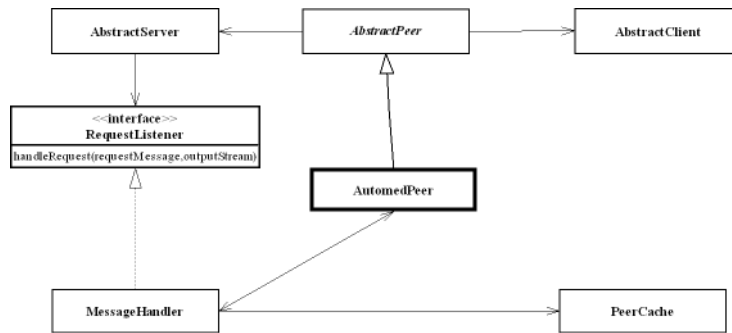 AbstractServer
AbstractPeer
AbstractClient
<<interface>>
RequestListener
handleRequest(requestMessage,outputStream)
AutomedPeer
MessageHandler
PeerCache